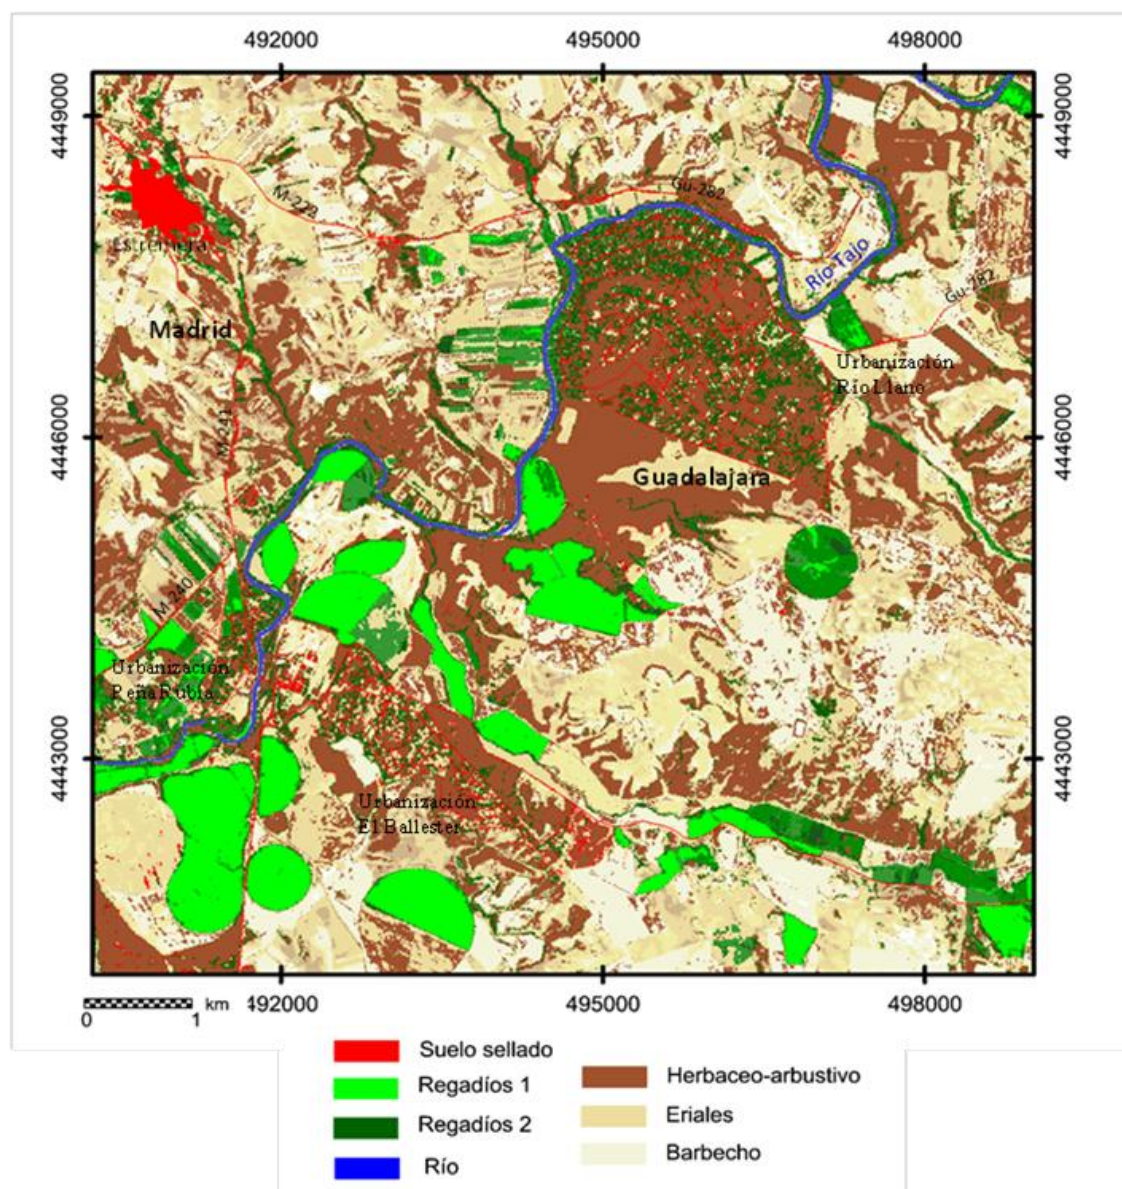 492000 495000 498000
4449000
4449000
M-222
Gu-282
Estremera
Río Tajo
Gu-282
Madrid
Urbanización
Río Llano
M-241
4446000
4446000
Guadalajara
M-240
Urbanización
Peña Rubia
4443000
4443000
Urbanización
El Ballester
km
0 1
492000 495000 498000
Suelo sellado
Regadíos 1
Regadíos 2
Río
Herbaceo-arbustivo
Eriales
Barbecho